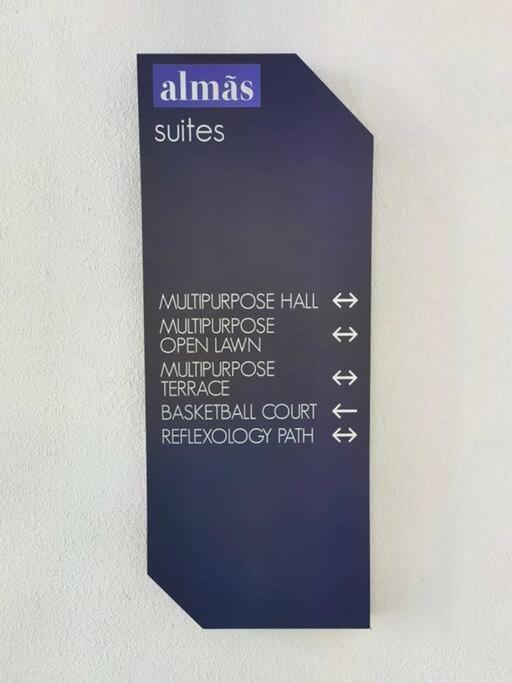 almãs
suites
MULTIPURPOSE HALL ↔
MULTIPURPOSE
OPEN LAWN ↔
MULTIPURPOSE
TERRACE ↔
BASKETBALL COURT ←
REFLEXOLOGY PATH ↔